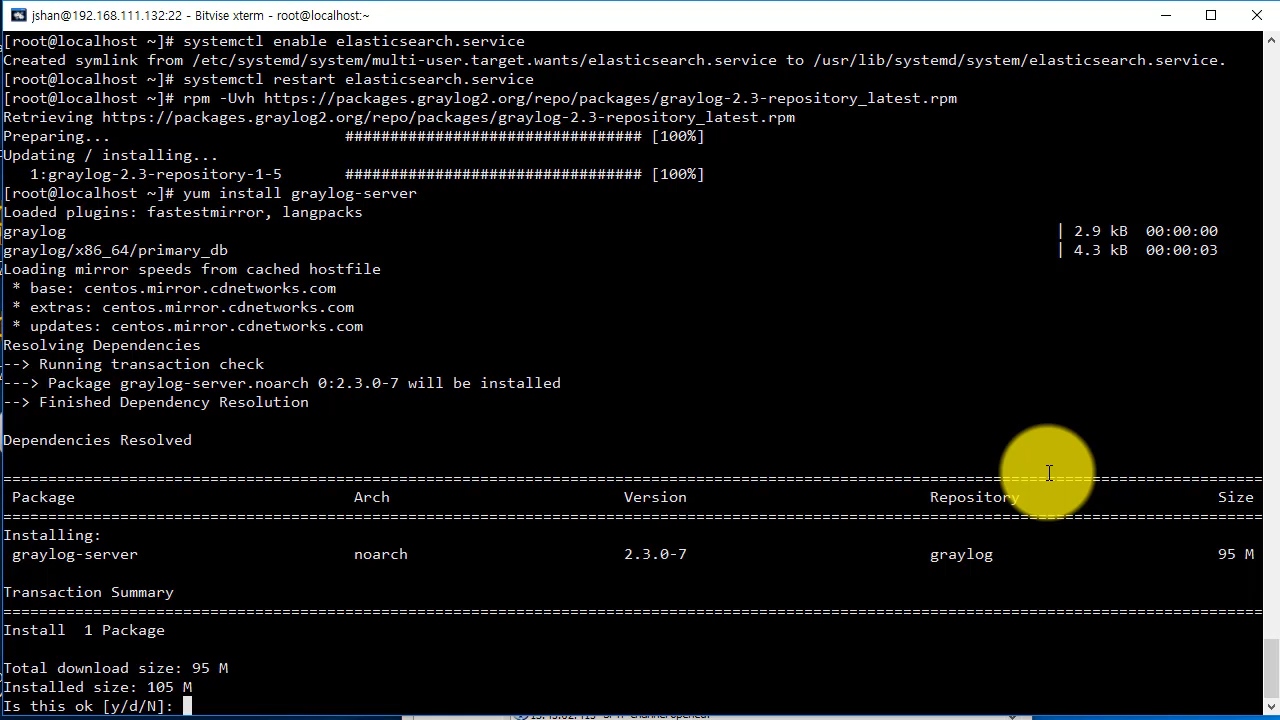 jshan@192.168.111.132:22 - Bitvise xterm - root@localhost:~
[root@localhost ~]# systemctl enable elasticsearch.service
Created symlink from /etc/systemd/system/multi-user.target.wants/elasticsearch.service to /usr/lib/systemd/system/elasticsearch.service.
[root@localhost ~]# systemctl restart elasticsearch.service
[root@localhost ~]# rpm -Uvh https://packages.graylog2.org/repo/packages/graylog-2.3-repository_latest.rpm
Retrieving https://packages.graylog2.org/repo/packages/graylog-2.3-repository_latest.rpm
Preparing...                          ################################# [100%]
Updating / installing...
   1:graylog-2.3-repository-1-5       ################################# [100%]
[root@localhost ~]# yum install graylog-server
Loaded plugins: fastestmirror, langpacks
graylog | 2.9 kB  00:00:00
graylog/x86_64/primary_db | 4.3 kB  00:00:03
Loading mirror speeds from cached hostfile
 * base: centos.mirror.cdnetworks.com
 * extras: centos.mirror.cdnetworks.com
 * updates: centos.mirror.cdnetworks.com
Resolving Dependencies
--> Running transaction check
---> Package graylog-server.noarch 0:2.3.0-7 will be installed
--> Finished Dependency Resolution
Dependencies Resolved
================================================================================
 Package    Arch    Version    Repository    Size
================================================================================
Installing:
 graylog-server    noarch    2.3.0-7    graylog    95 M
Transaction Summary
================================================================================
Install  1 Package
Total download size: 95 M
Installed size: 105 M
Is this ok [y/d/N]: